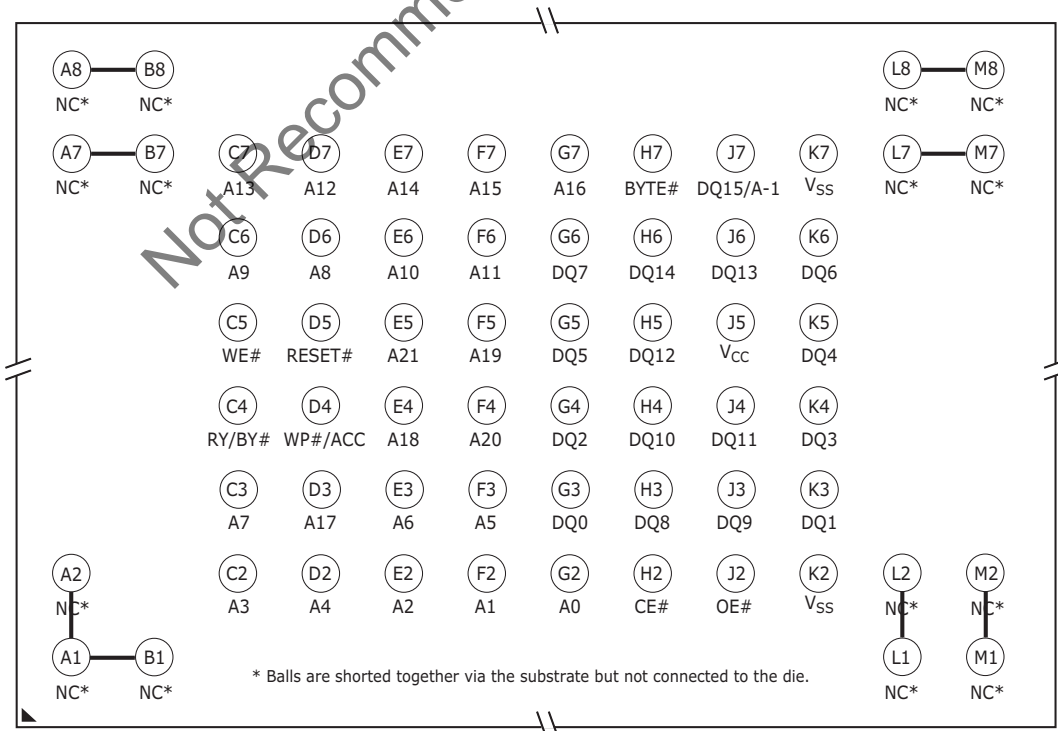 Not Recomm
A8 B8 L8 M8
NC* NC* NC* NC*
A7 B7 C7 D7 E7 F7 G7 H7 J7 K7 L7 M7
NC* NC* A13 A12 A14 A15 A16 BYTE# DQ15/A-1 VSS NC* NC*
C6 D6 E6 F6 G6 H6 J6 K6
A9 A8 A10 A11 DQ7 DQ14 DQ13 DQ6
C5 D5 E5 F5 G5 H5 J5 K5
WE# RESET# A21 A19 DQ5 DQ12 VCC DQ4
C4 D4 E4 F4 G4 H4 J4 K4
RY/BY# WP#/ACC A18 A20 DQ2 DQ10 DQ11 DQ3
C3 D3 E3 F3 G3 H3 J3 K3
A7 A17 A6 A5 DQ0 DQ8 DQ9 DQ1
A2 C2 D2 E2 F2 G2 H2 J2 K2 L2 M2
NC* A3 A4 A2 A1 A0 CE# OE# VSS NC* NC*
A1 B1 L1 M1
NC* NC* NC* NC*
* Balls are shorted together via the substrate but not connected to the die.